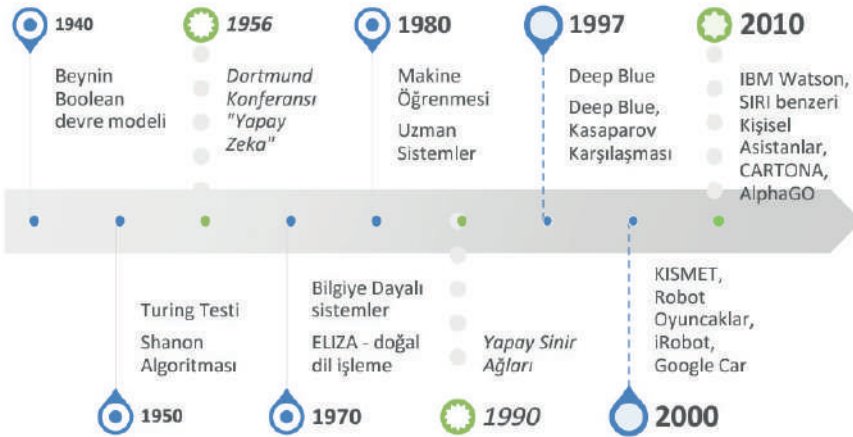 1940
Beynin
Boolean
devre modeli
1956
Dortmund
Konferansı
"Yapay
Zeka"
1980
Makine
Öğrenmesi
Uzman
Sistemler
1997
Deep Blue
Deep Blue,
Kasaparov
Karşılaşması
2010
IBM Watson,
SIRI benzeri
Kişisel
Asistanlar,
CARTONA,
AlphaGO
Turing Testi
Shanon
Algoritması
1950
Bilgiye Dayalı
sistemler
ELIZA - doğal
dil işleme
1970
Yapay Sinir
Ağları
1990
KISMET,
Robot
Oyuncaklar,
iRobot,
Google Car
2000